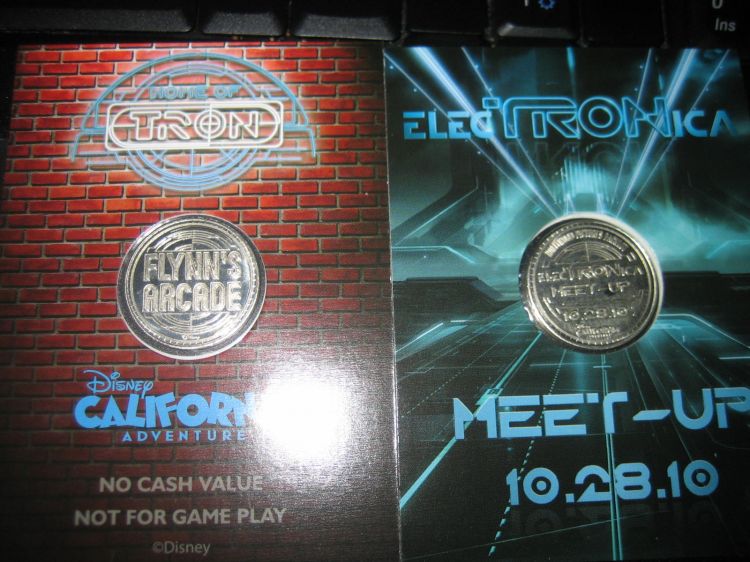 Ins
HOME OF
TRON
FLYNN'S
ARCADE
Disney
CALIFORN
ADVENTURE
NO CASH VALUE
NOT FOR GAME PLAY
©Disney
ELECTRONICA
ELECTRONICA
MEET-UP
10.28.10
MEET-UP
10.28.10